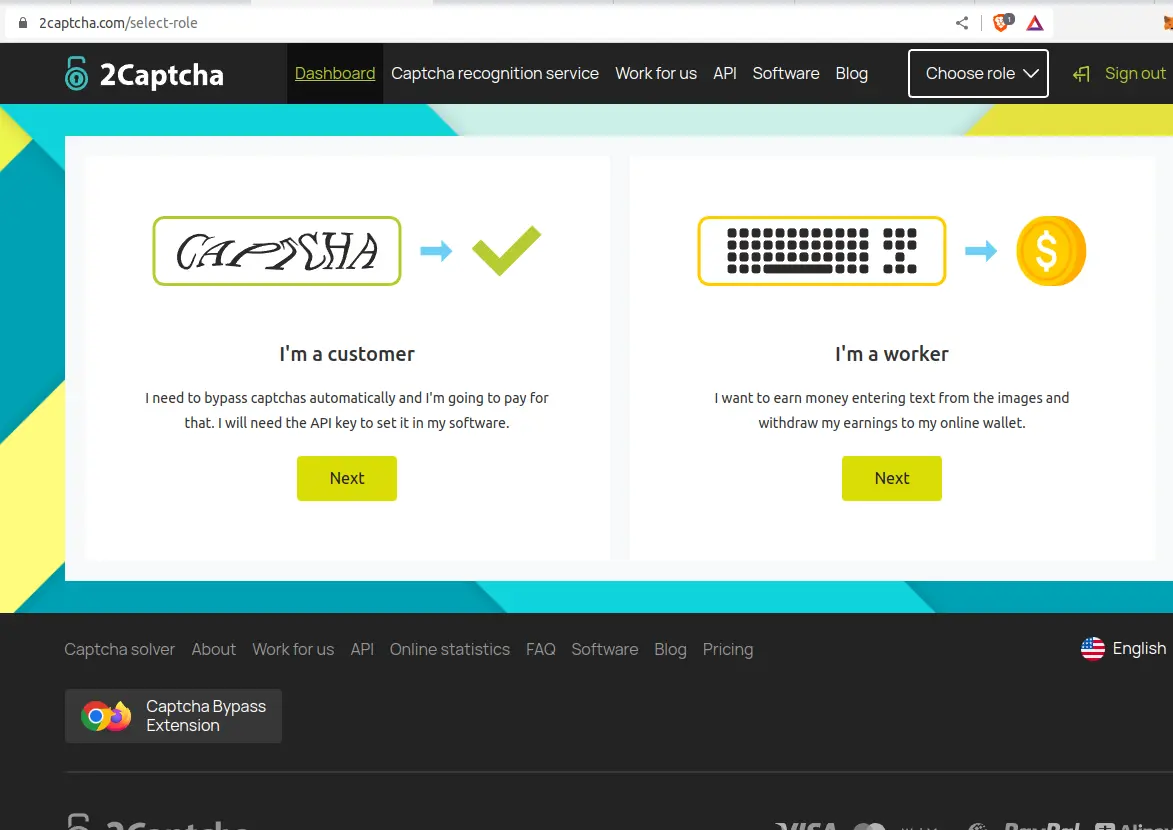 2captcha.com/select-role
1
2Captcha
Dashboard
Captcha recognition service
Work for us
API
Software
Blog
Choose role
Sign out
CAPTCHA
$
I'm a customer
I need to bypass captchas automatically and I'm going to pay for
that. I will need the API key to set it in my software.
Next
I'm a worker
I want to earn money entering text from the images and
withdraw my earnings to my online wallet.
Next
Captcha solver
About
Work for us
API
Online statistics
FAQ
Software
Blog
Pricing
English
Captcha Bypass
Extension
2Captcha
VISA
PayPal